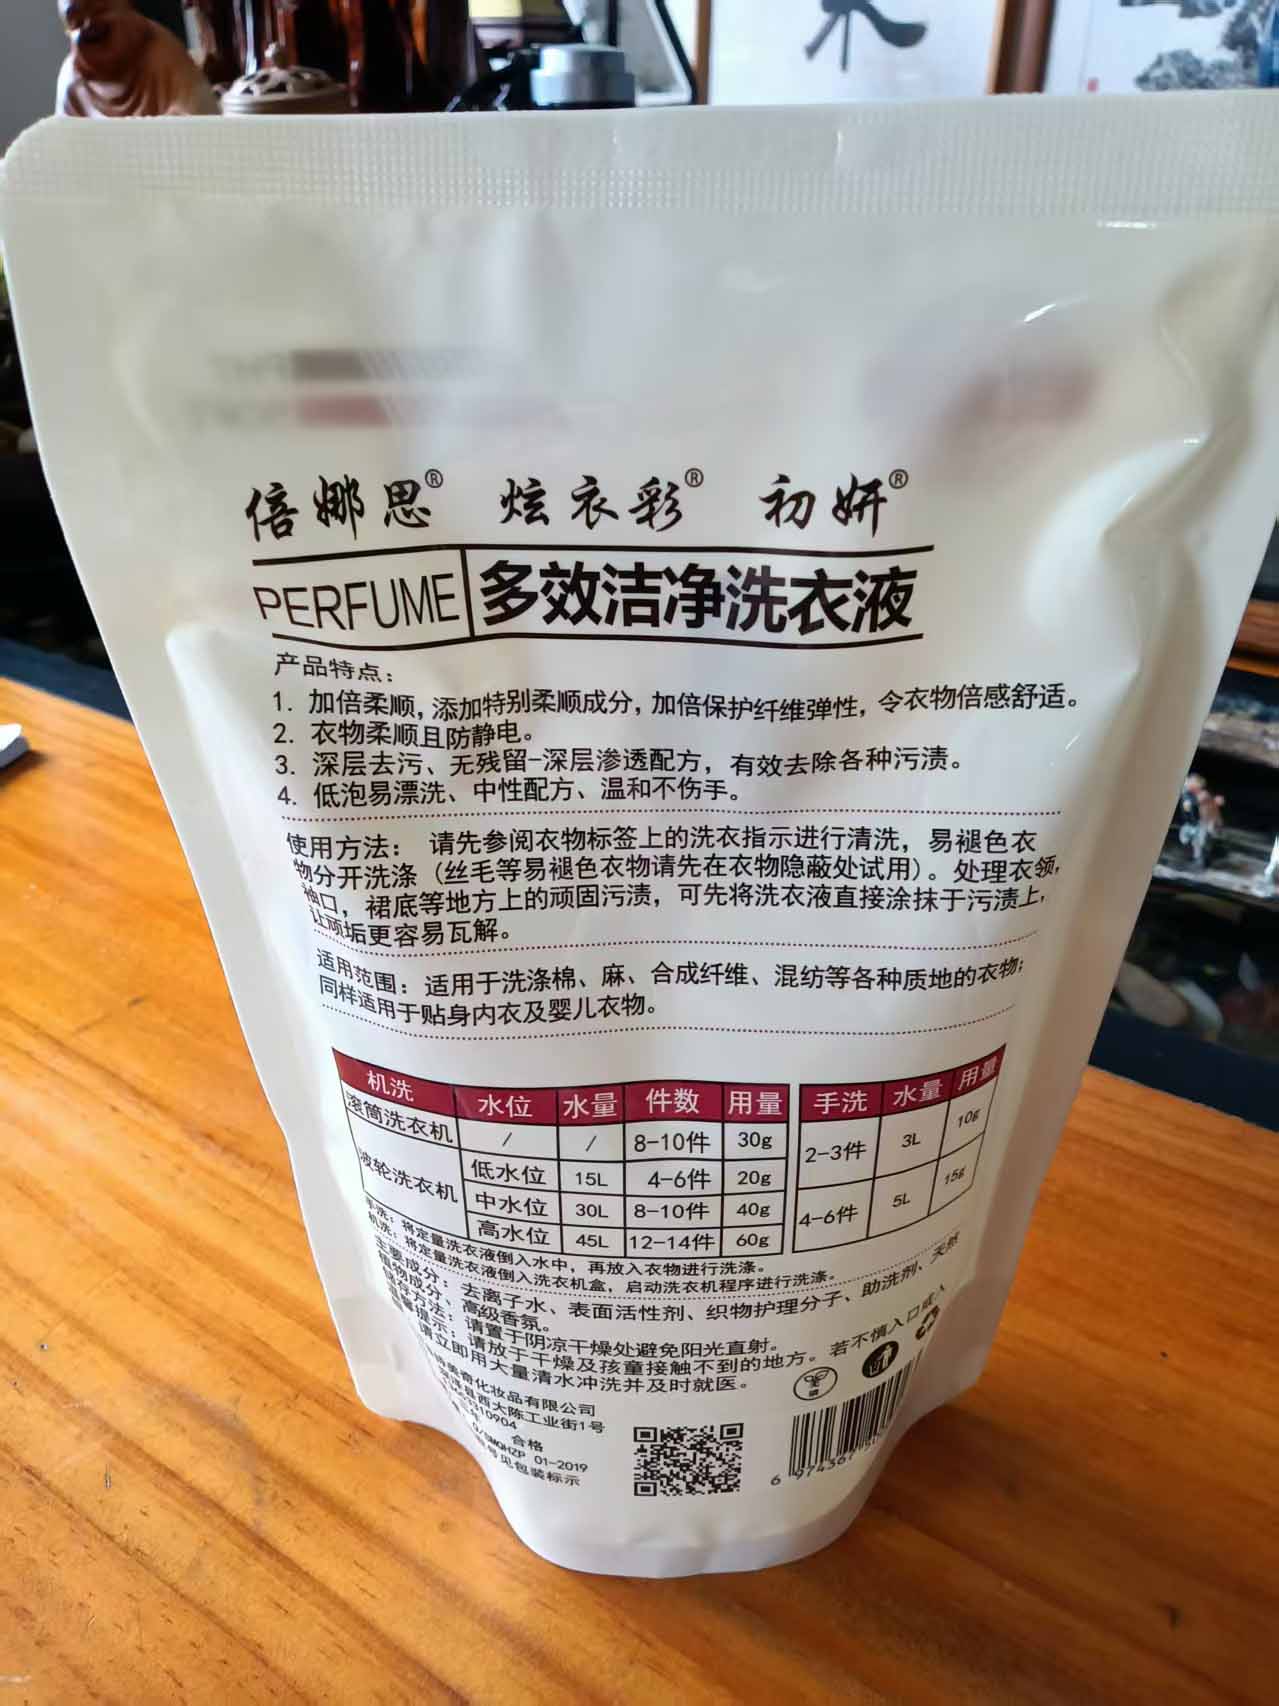 倍娜思® 炫衣彩® 初妍®
PERFUME 多效洁净洗衣液
产品特点：
1. 加倍柔顺，添加特别柔顺成分，加倍保护纤维弹性，令衣物倍感舒适。
2. 衣物柔顺且防静电。
3. 深层去污、无残留-深层渗透配方，有效去除各种污渍。
4. 低泡易漂洗、中性配方、温和不伤手。
使用方法： 请先参阅衣物标签上的洗衣指示进行清洗，易褪色衣
物分开洗涤（丝毛等易褪色衣物请先在衣物隐蔽处试用）。处理衣领，
袖口，裙底等地方上的顽固污渍，可先将洗衣液直接涂抹于污渍上，
让顽垢更容易瓦解。
适用范围：适用于洗涤棉、麻、合成纤维、混纺等各种质地的衣物；
同样适用于贴身内衣及婴儿衣物。
机洗 水位 水量 件数 用量 手洗 水量 用量
滚筒洗衣机 / / 8-10件 30g 2-3件 3L 10g
波轮洗衣机 低水位 15L 4-6件 20g
中水位 30L 8-10件 40g 4-6件 5L 15g
高水位 45L 12-14件 60g
手洗：将定量洗衣液倒入水中，再放入衣物进行洗涤。
机洗：将定量洗衣液倒入洗衣机盒，启动洗衣机程序进行洗涤。
主要成分：去离子水、表面活性剂、织物护理分子、助洗剂、天然
植物成分、高级香氛。
方法：请置于阴凉干燥处避免阳光直射。
提示：请放于干燥及孩童接触不到的地方。若不慎入口或入
请立即用大量清水冲洗并及时就医。
美奇化妆品有限公司
县西大陈工业街1号
310904
合格
Q/SMQHZP 01-2019
见包装标示
6 974367